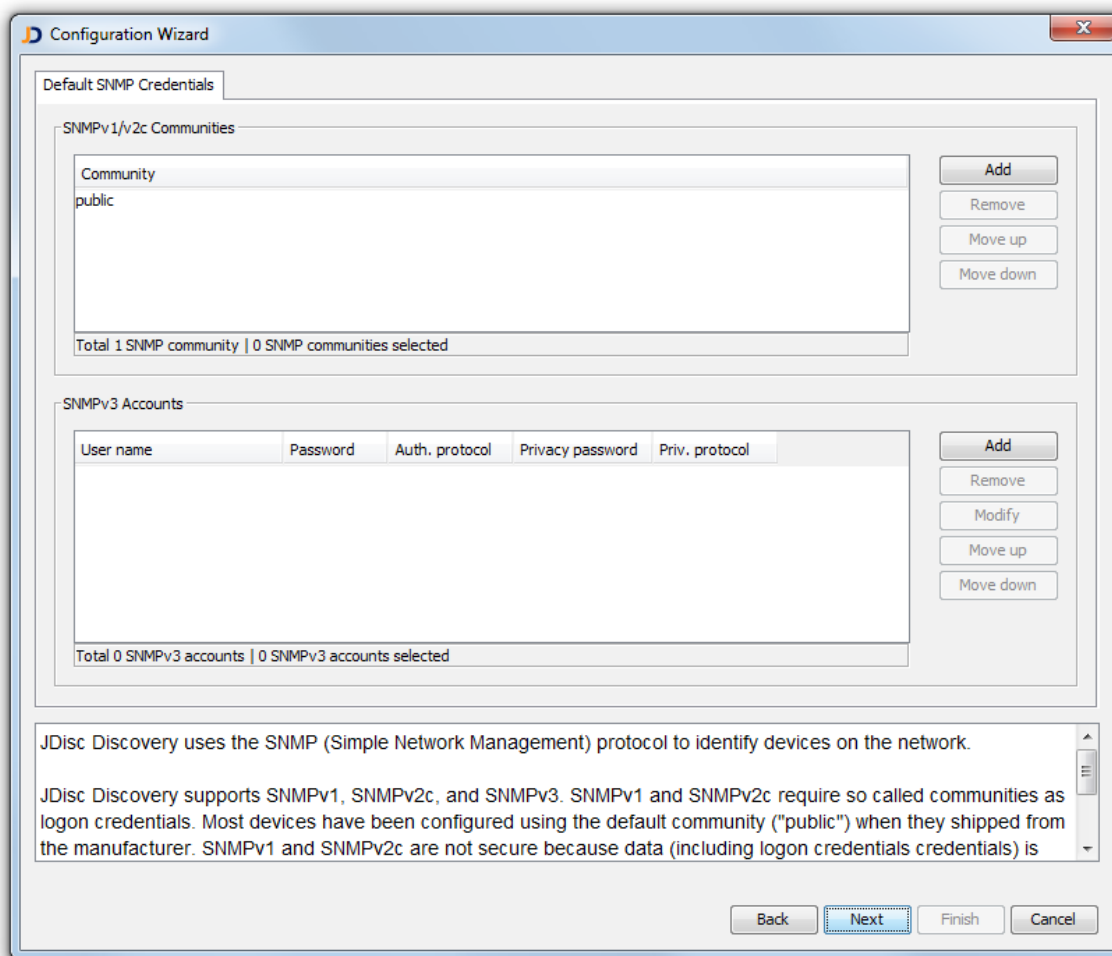 Configuration Wizard
Default SNMP Credentials
SNMPv1/v2c Communities
Community
public
Add
Remove
Move up
Move down
Total 1 SNMP community | 0 SNMP communities selected
SNMPv3 Accounts
User name Password Auth. protocol Privacy password Priv. protocol
Add
Remove
Modify
Move up
Move down
Total 0 SNMPv3 accounts | 0 SNMPv3 accounts selected
JDisc Discovery uses the SNMP (Simple Network Management) protocol to identify devices on the network.
JDisc Discovery supports SNMPv1, SNMPv2c, and SNMPv3. SNMPv1 and SNMPv2c require so called communities as
logon credentials. Most devices have been configured using the default community ("public") when they shipped from
the manufacturer. SNMPv1 and SNMPv2c are not secure because data (including logon credentials credentials) is
Back Next Finish Cancel